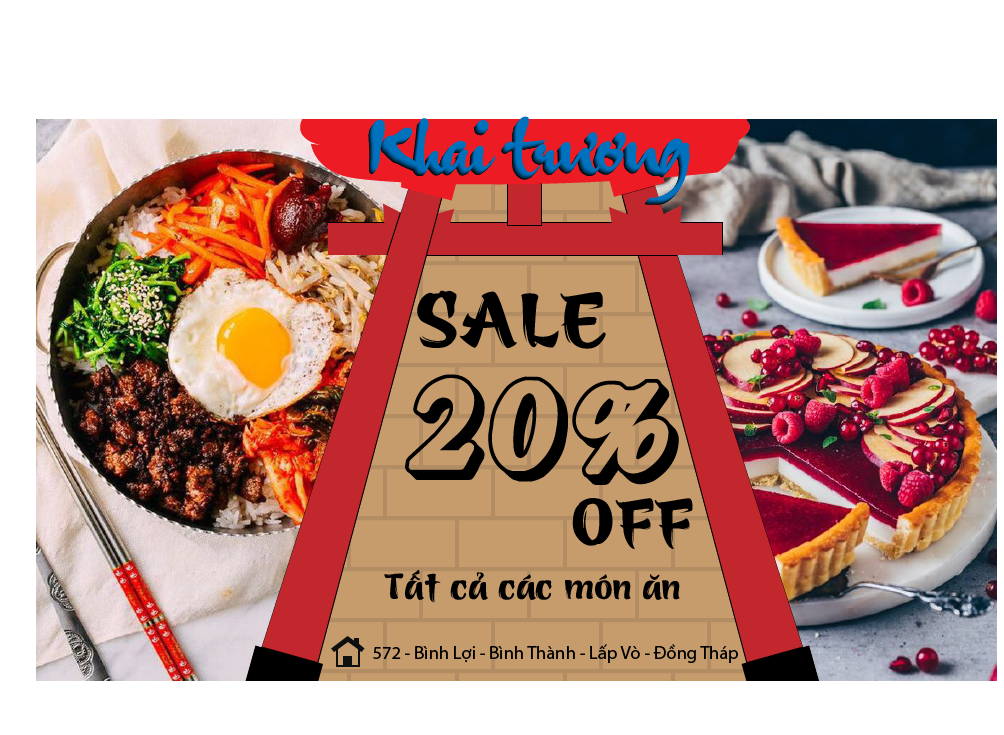 Khai trương
SALE
20%
OFF
Tất cả các món ăn
572 - Bình Lợi - Bình Thành - Lấp Vò - Đồng Tháp